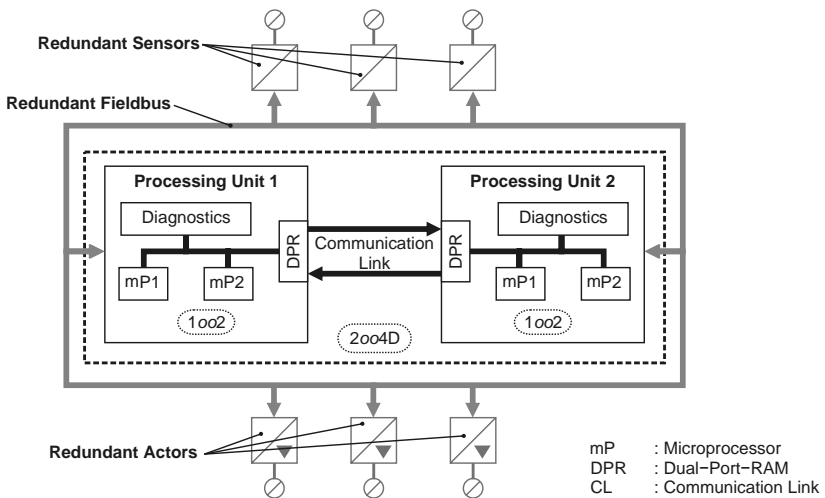 Redundant Sensors
Redundant Fieldbus
Processing Unit 1
Processing Unit 2
Diagnostics
Diagnostics
DPR
Communication
Link
DPR
mP1
mP2
mP1
mP2
1oo2
2oo4D
1oo2
Redundant Actors
mP : Microprocessor
DPR : Dual−Port−RAM
CL : Communication Link